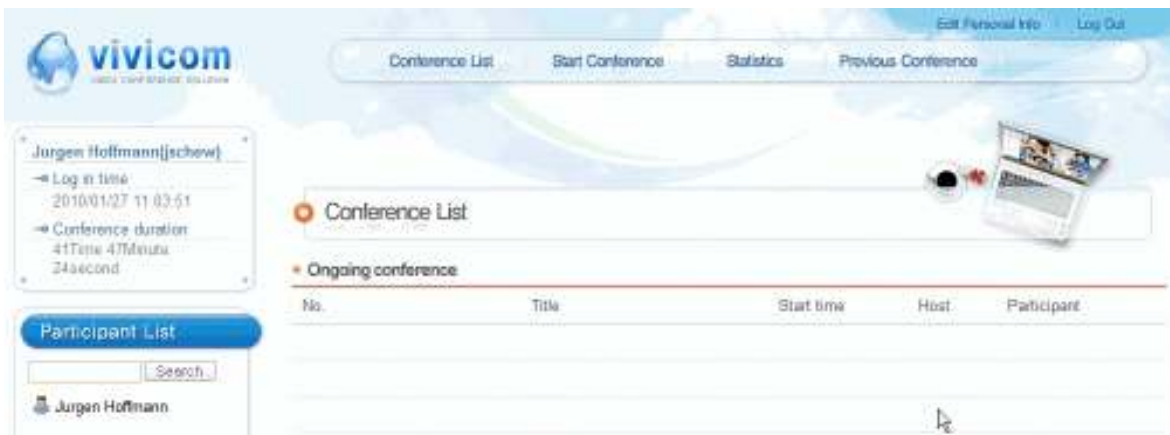 Edit Personal Info Log Out
vivicom
Conference List Start Conference Statistics Previous Conference
Jurgen Hoffmann(jschew)
Log in time
2010/01/27 11:03:51
Conference duration
41Time 47Minute
24second
Conference List
Ongoing conference
No. Title Start time Host Participant
Participant List
Search
Jurgen Hoffmann